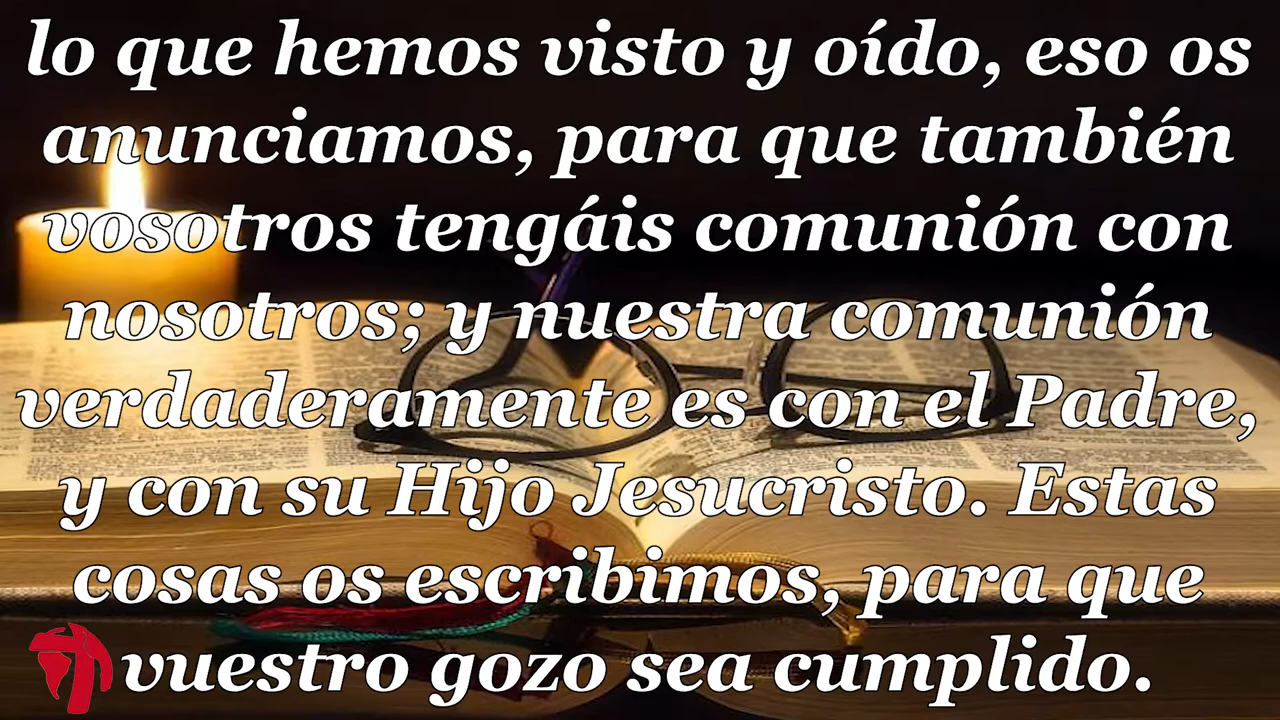 lo que hemos visto y oído, eso os
anunciamos, para que también
vosotros tengáis comunión con
nosotros; y nuestra comunión
verdaderamente es con el Padre,
y con su Hijo Jesucristo. Estas
cosas os escribimos, para que
vuestro gozo sea cumplido.